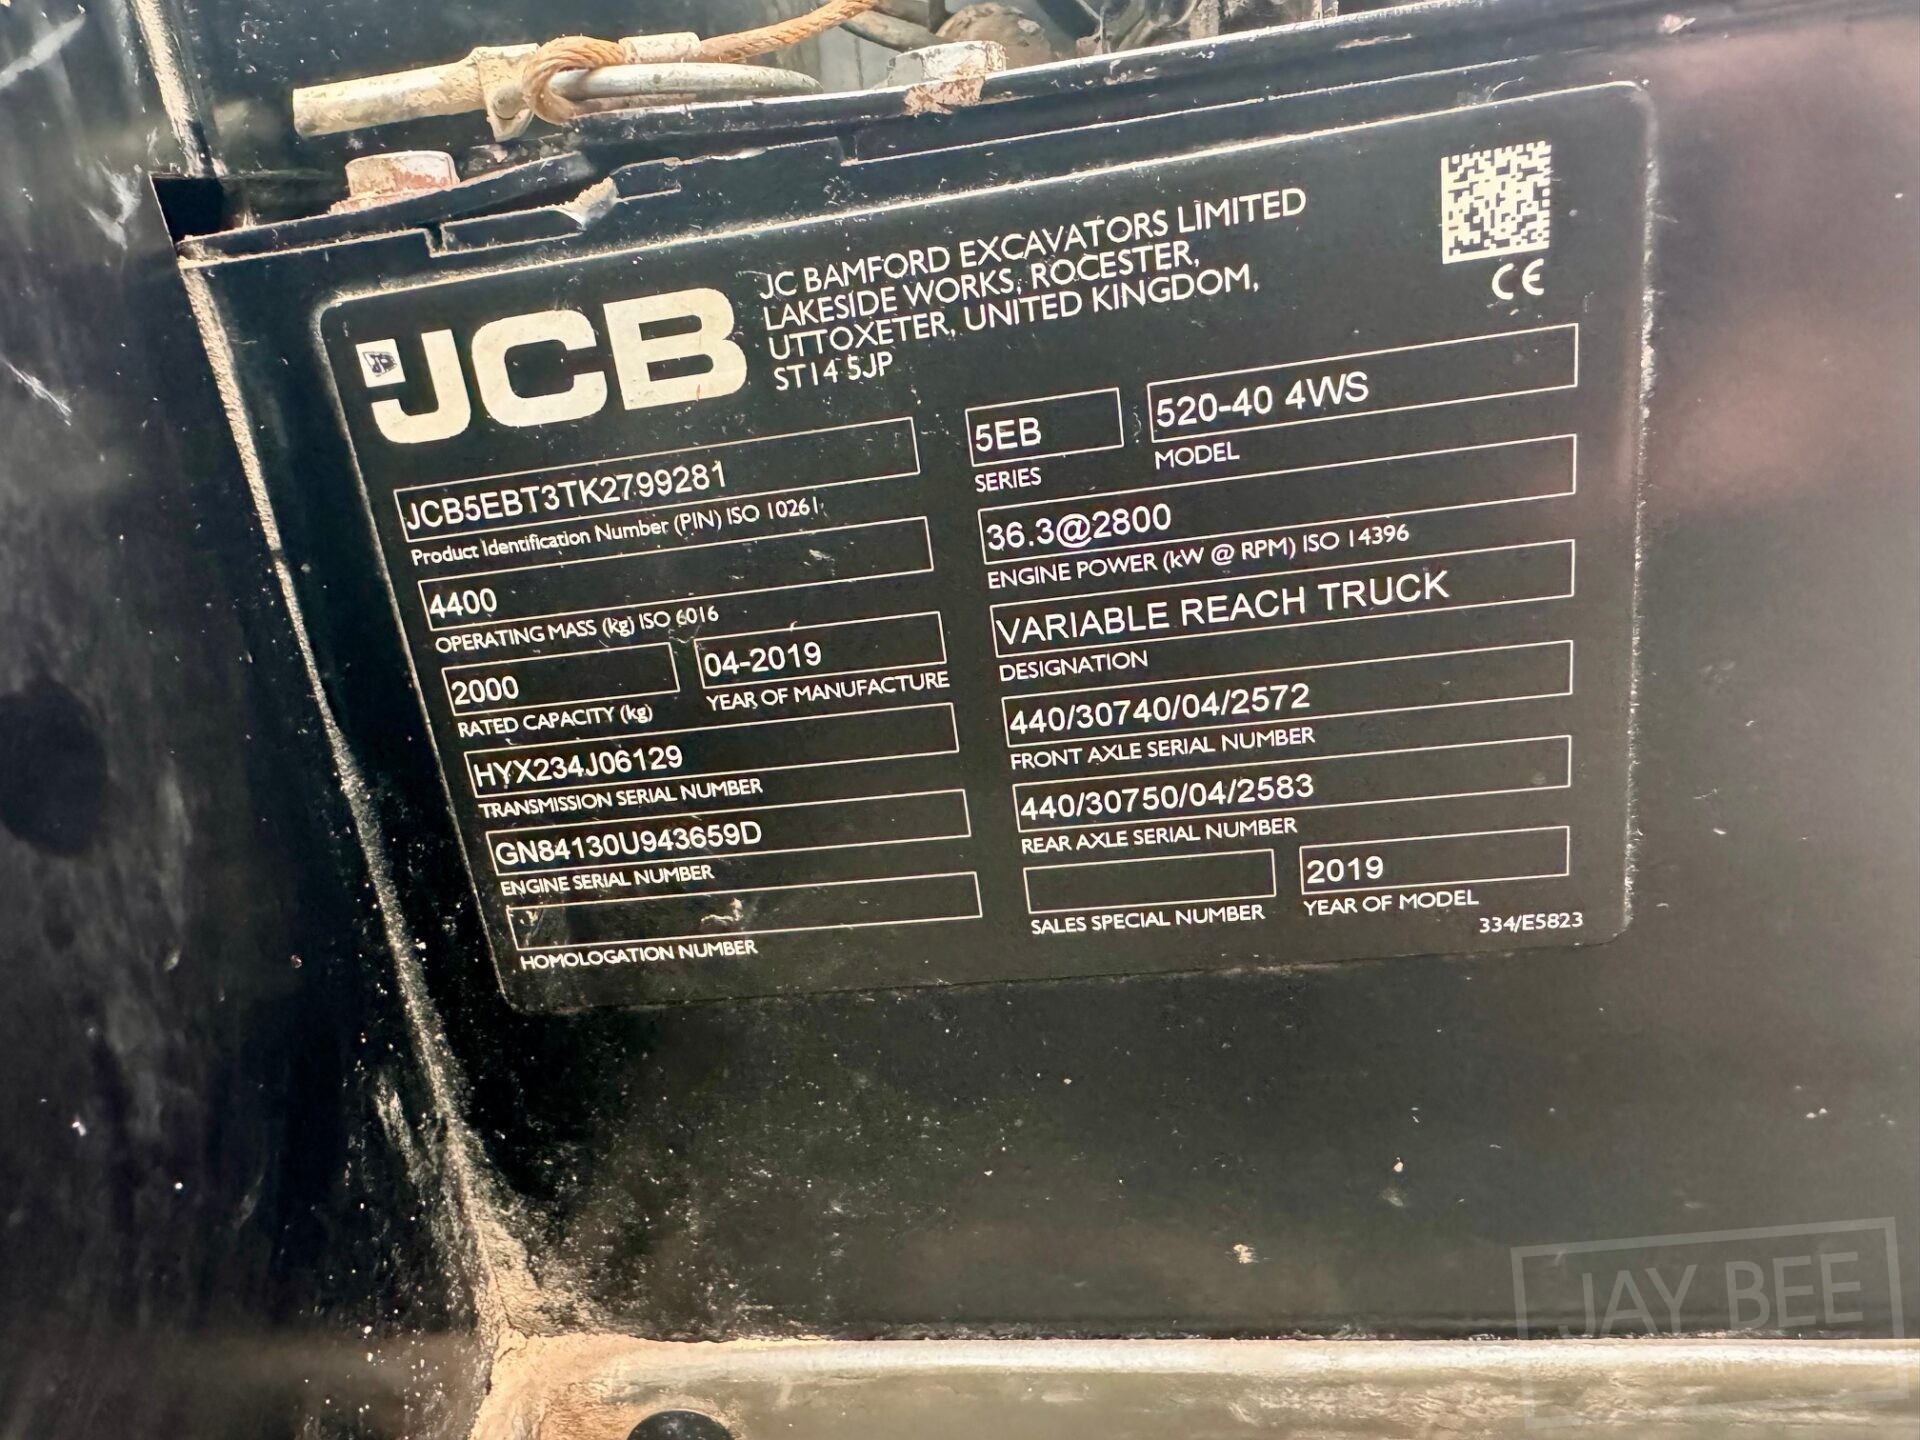 JCB
JC BAMFORD EXCAVATORS LIMITED
LAKESIDE WORKS, ROCESTER,
UTTOXETER, UNITED KINGDOM,
ST14 5JP
CE
JCB5EBT3TK2799281
Product Identification Number (PIN) ISO 10261
5EB
SERIES
520-40 4WS
MODEL
4400
OPERATING MASS (kg) ISO 6016
36.3@2800
ENGINE POWER (kW @ RPM) ISO 14396
2000
RATED CAPACITY (kg)
04-2019
YEAR OF MANUFACTURE
VARIABLE REACH TRUCK
DESIGNATION
HYX234J06129
TRANSMISSION SERIAL NUMBER
440/30740/04/2572
FRONT AXLE SERIAL NUMBER
GN84130U943659D
ENGINE SERIAL NUMBER
440/30750/04/2583
REAR AXLE SERIAL NUMBER
HOMOLOGATION NUMBER
SALES SPECIAL NUMBER
2019
YEAR OF MODEL
334/E5823
JAY BEE